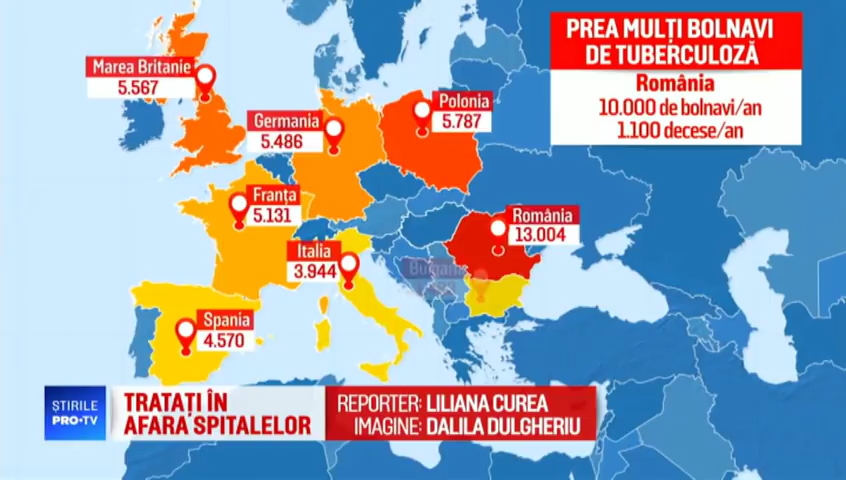 PREA MULȚI BOLNAVI
DE TUBERCULOZĂ
România
10.000 de bolnavi/an
1.100 decese/an
Marea Britanie
5.567
Polonia
5.787
Germania
5.486
Franța
5.131
România
13.004
Italia
3.944
Spania
4.570
ȘTIRILE
PRO•TV
TRATAȚI ÎN
AFARA SPITALELOR
REPORTER: LILIANA CUREA
IMAGINE: DALILA DULGHERIU